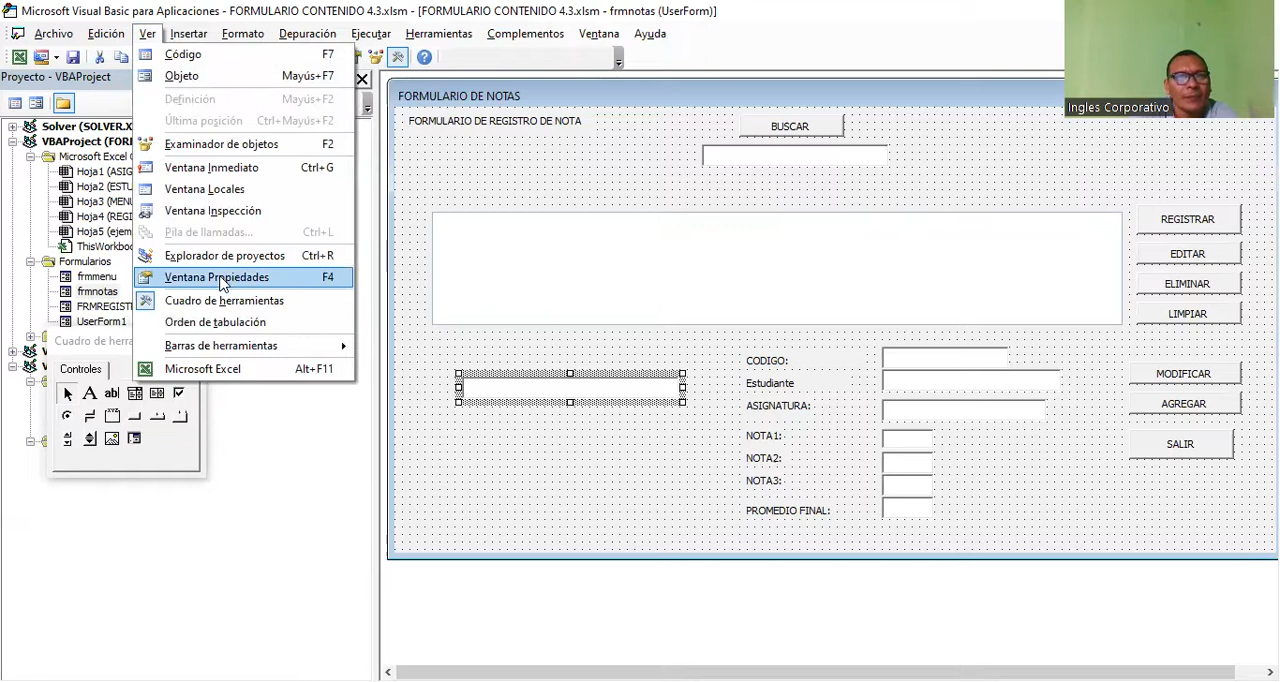 Microsoft Visual Basic para Aplicaciones - FORMULARIO CONTENIDO 4.3.xlsm - [FORMULARIO CONTENIDO 4.3.xlsm - frmnotas (UserForm)]
Archivo Edición Ver Insertar Formato Depuración Ejecutar Herramientas Complementos Ventana Ayuda
Proyecto - VBAProject
Solver (SOLVER.X
VBAProject (FORI
Microsoft Excel
Hoja1 (ASIG
Hoja2 (ESTU
Hoja3 (MEN
Hoja4 (REGI
Hoja5 (ejem
ThisWorkbo
Formularios
frmmenu
frmnotas
FRMREGISTI
UserForm1
Cuadro de herra
Controles
Código F7
Objeto Mayús+F7
Definición Mayús+F2
Última posición Ctrl+Mayús+F2
Examinador de objetos F2
Ventana Inmediato Ctrl+G
Ventana Locales
Ventana Inspección
Pila de llamadas... Ctrl+L
Explorador de proyectos Ctrl+R
Ventana Propiedades F4
Cuadro de herramientas
Orden de tabulación
Barras de herramientas
Microsoft Excel Alt+F11
FORMULARIO DE NOTAS
FORMULARIO DE REGISTRO DE NOTA
BUSCAR
REGISTRAR
EDITAR
ELIMINAR
LIMPIAR
CODIGO:
Estudiante
ASIGNATURA:
NOTA1:
NOTA2:
NOTA3:
PROMEDIO FINAL:
MODIFICAR
AGREGAR
SALIR
Ingles Corporativo